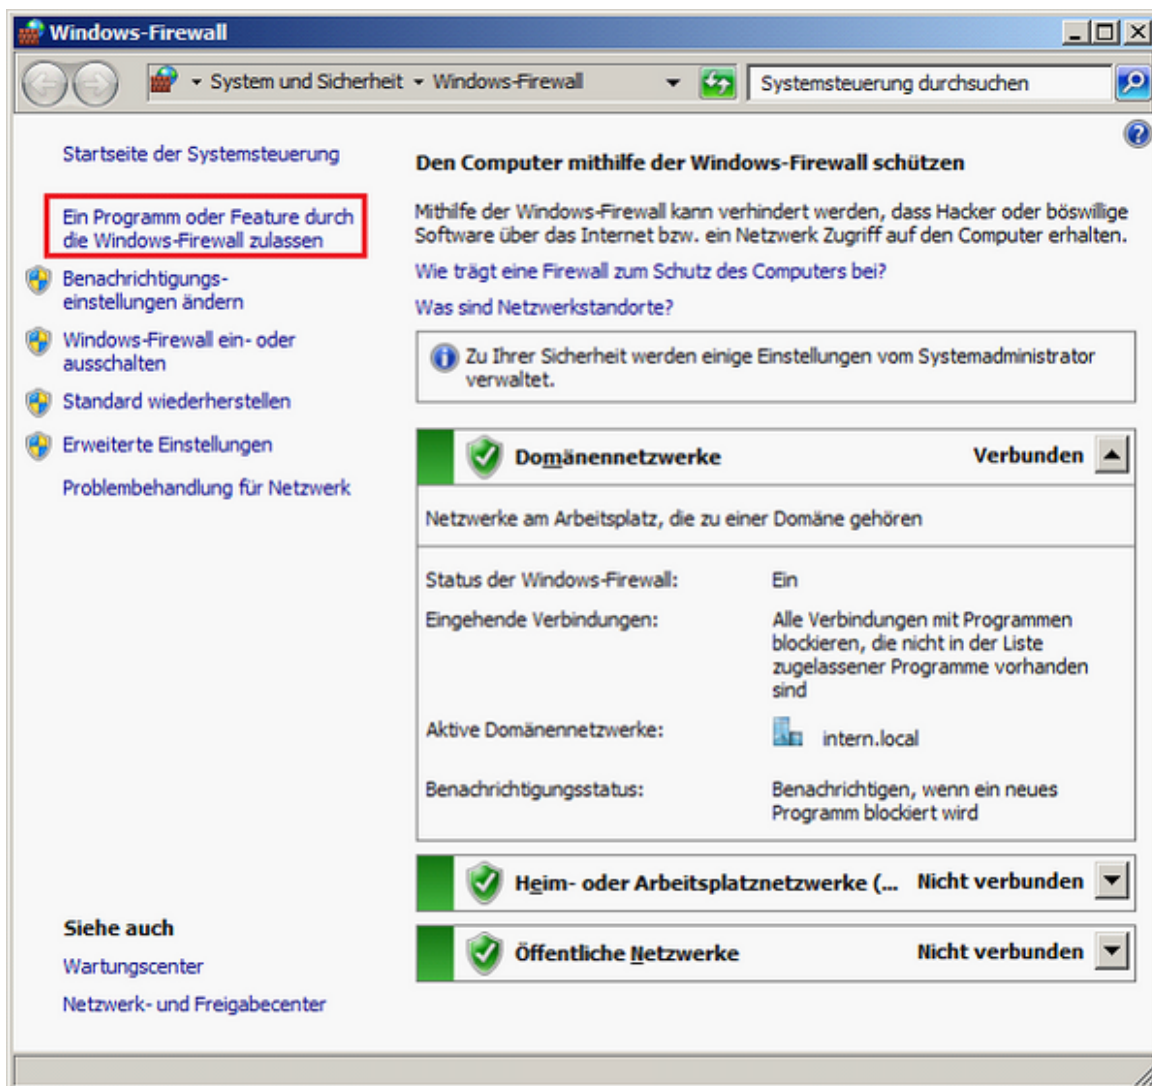 Windows-Firewall
System und Sicherheit
Windows-Firewall
Systemsteuerung durchsuchen
Startseite der Systemsteuerung
Ein Programm oder Feature durch
die Windows-Firewall zulassen
Benachrichtigungs-
einstellungen ändern
Windows-Firewall ein- oder
ausschalten
Standard wiederherstellen
Erweiterte Einstellungen
Problembehandlung für Netzwerk
Siehe auch
Wartungscenter
Netzwerk- und Freigabecenter
Den Computer mithilfe der Windows-Firewall schützen
Mithilfe der Windows-Firewall kann verhindert werden, dass Hacker oder böswillige
Software über das Internet bzw. ein Netzwerk Zugriff auf den Computer erhalten.
Wie trägt eine Firewall zum Schutz des Computers bei?
Was sind Netzwerkstandorte?
Zu Ihrer Sicherheit werden einige Einstellungen vom Systemadministrator
verwaltet.
Domänennetzwerke Verbunden
Netzwerke am Arbeitsplatz, die zu einer Domäne gehören
Status der Windows-Firewall: Ein
Eingehende Verbindungen: Alle Verbindungen mit Programmen
blockieren, die nicht in der Liste
zugelassener Programme vorhanden
sind
Aktive Domänennetzwerke: intern.local
Benachrichtigungsstatus: Benachrichtigen, wenn ein neues
Programm blockiert wird
Heim- oder Arbeitsplatznetzwerke (... Nicht verbunden
Öffentliche Netzwerke Nicht verbunden